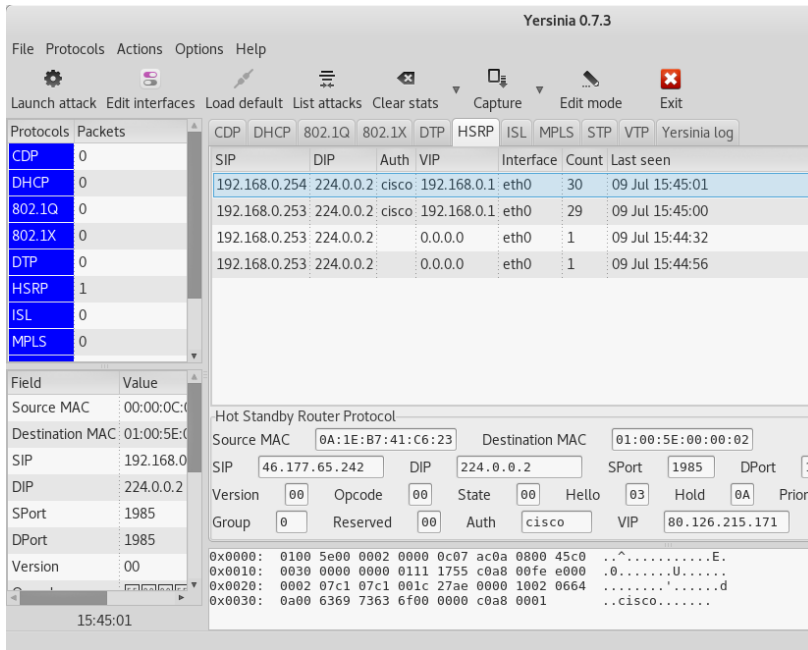 Yersinia 0.7.3
File Protocols Actions Options Help
Launch attack Edit interfaces Load default List attacks Clear stats Capture Edit mode Exit
Protocols Packets
CDP 0
DHCP 0
802.1Q 0
802.1X 0
DTP 0
HSRP 1
ISL 0
MPLS 0
CDP DHCP 802.1Q 802.1X DTP HSRP ISL MPLS STP VTP Yersinia log
SIP DIP Auth VIP Interface Count Last seen
192.168.0.254 224.0.0.2 cisco 192.168.0.1 eth0 30 09 Jul 15:45:01
192.168.0.253 224.0.0.2 cisco 192.168.0.1 eth0 29 09 Jul 15:45:00
192.168.0.253 224.0.0.2 0.0.0.0 eth0 1 09 Jul 15:44:32
192.168.0.253 224.0.0.2 0.0.0.0 eth0 1 09 Jul 15:44:56
Field Value
Source MAC 00:00:0C:0
Destination MAC 01:00:5E:0
SIP 192.168.0
DIP 224.0.0.2
SPort 1985
DPort 1985
Version 00
15:45:01
Hot Standby Router Protocol
Source MAC 0A:1E:B7:41:C6:23 Destination MAC 01:00:5E:00:00:02
SIP 46.177.65.242 DIP 224.0.0.2 SPort 1985 DPort
Version 00 Opcode 00 State 00 Hello 03 Hold 0A Prior
Group 0 Reserved 00 Auth cisco VIP 80.126.215.171
0x0000: 0100 5e00 0002 0000 0c07 ac0a 0800 45c0 ..^...........E.
0x0010: 0030 0000 0000 0111 1755 c0a8 00fe e000 .0.......U......
0x0020: 0002 07c1 07c1 001c 27ae 0000 1002 0664 ........'......d
0x0030: 0a00 6369 7363 6f00 0000 c0a8 0001 ..cisco.......